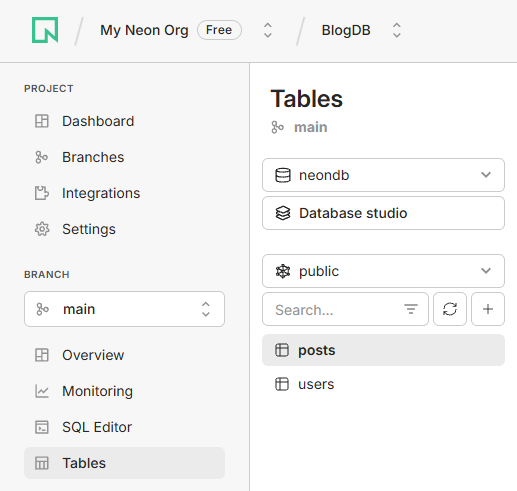 My Neon Org Free BlogDB
PROJECT
Dashboard
Branches
Integrations
Settings
BRANCH
main
Overview
Monitoring
SQL Editor
Tables
Tables
main
neondb
Database studio
public
Search...
posts
users